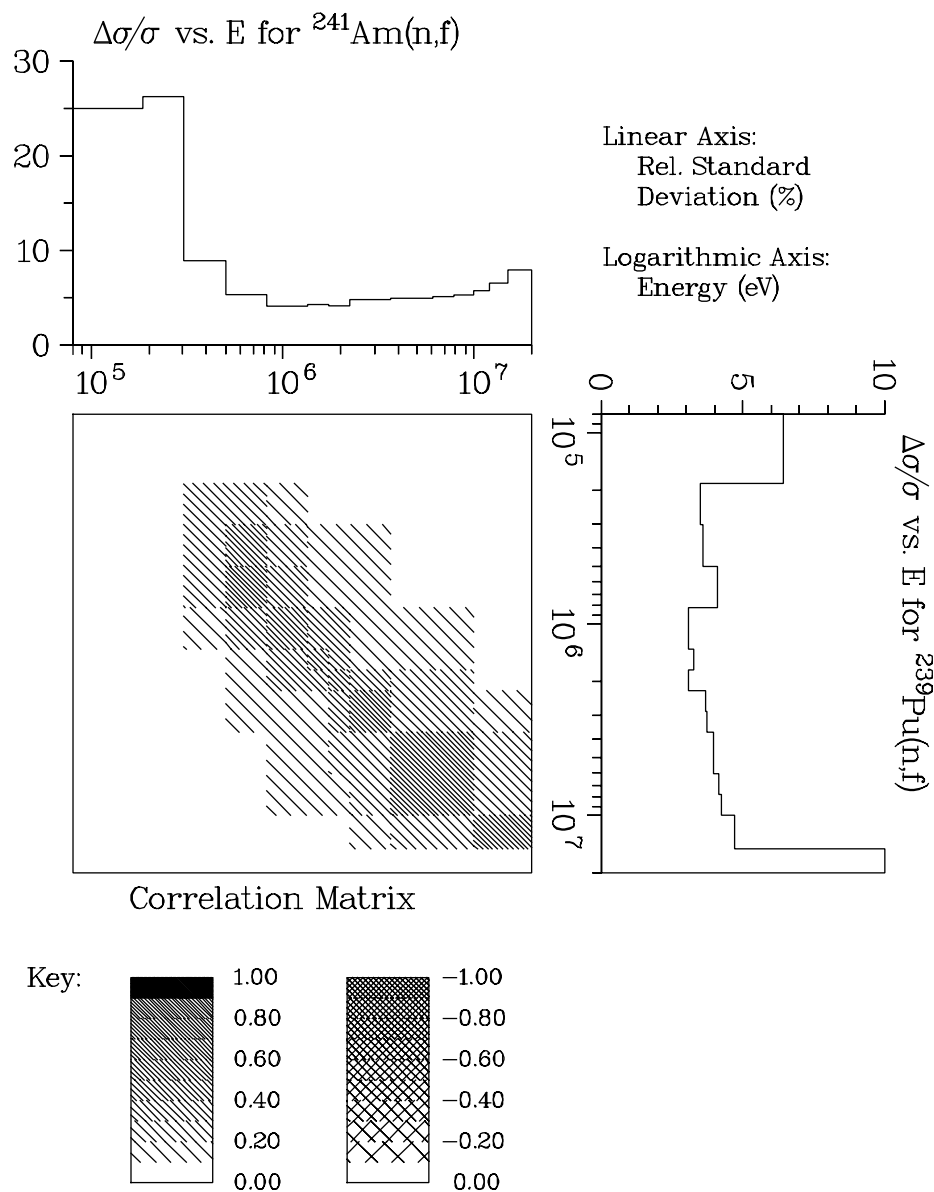 Δσ/σ vs. E for ²⁴¹Am(n,f)
30
20
10
0
10⁵
10⁶
10⁷
Linear Axis:
Rel. Standard
Deviation (%)
Logarithmic Axis:
Energy (eV)
0
5
10
10⁵
10⁶
10⁷
Δσ/σ vs. E for ²³⁹Pu(n,f)
Correlation Matrix
Key:
1.00
0.80
0.60
0.40
0.20
0.00
−1.00
−0.80
−0.60
−0.40
−0.20
0.00